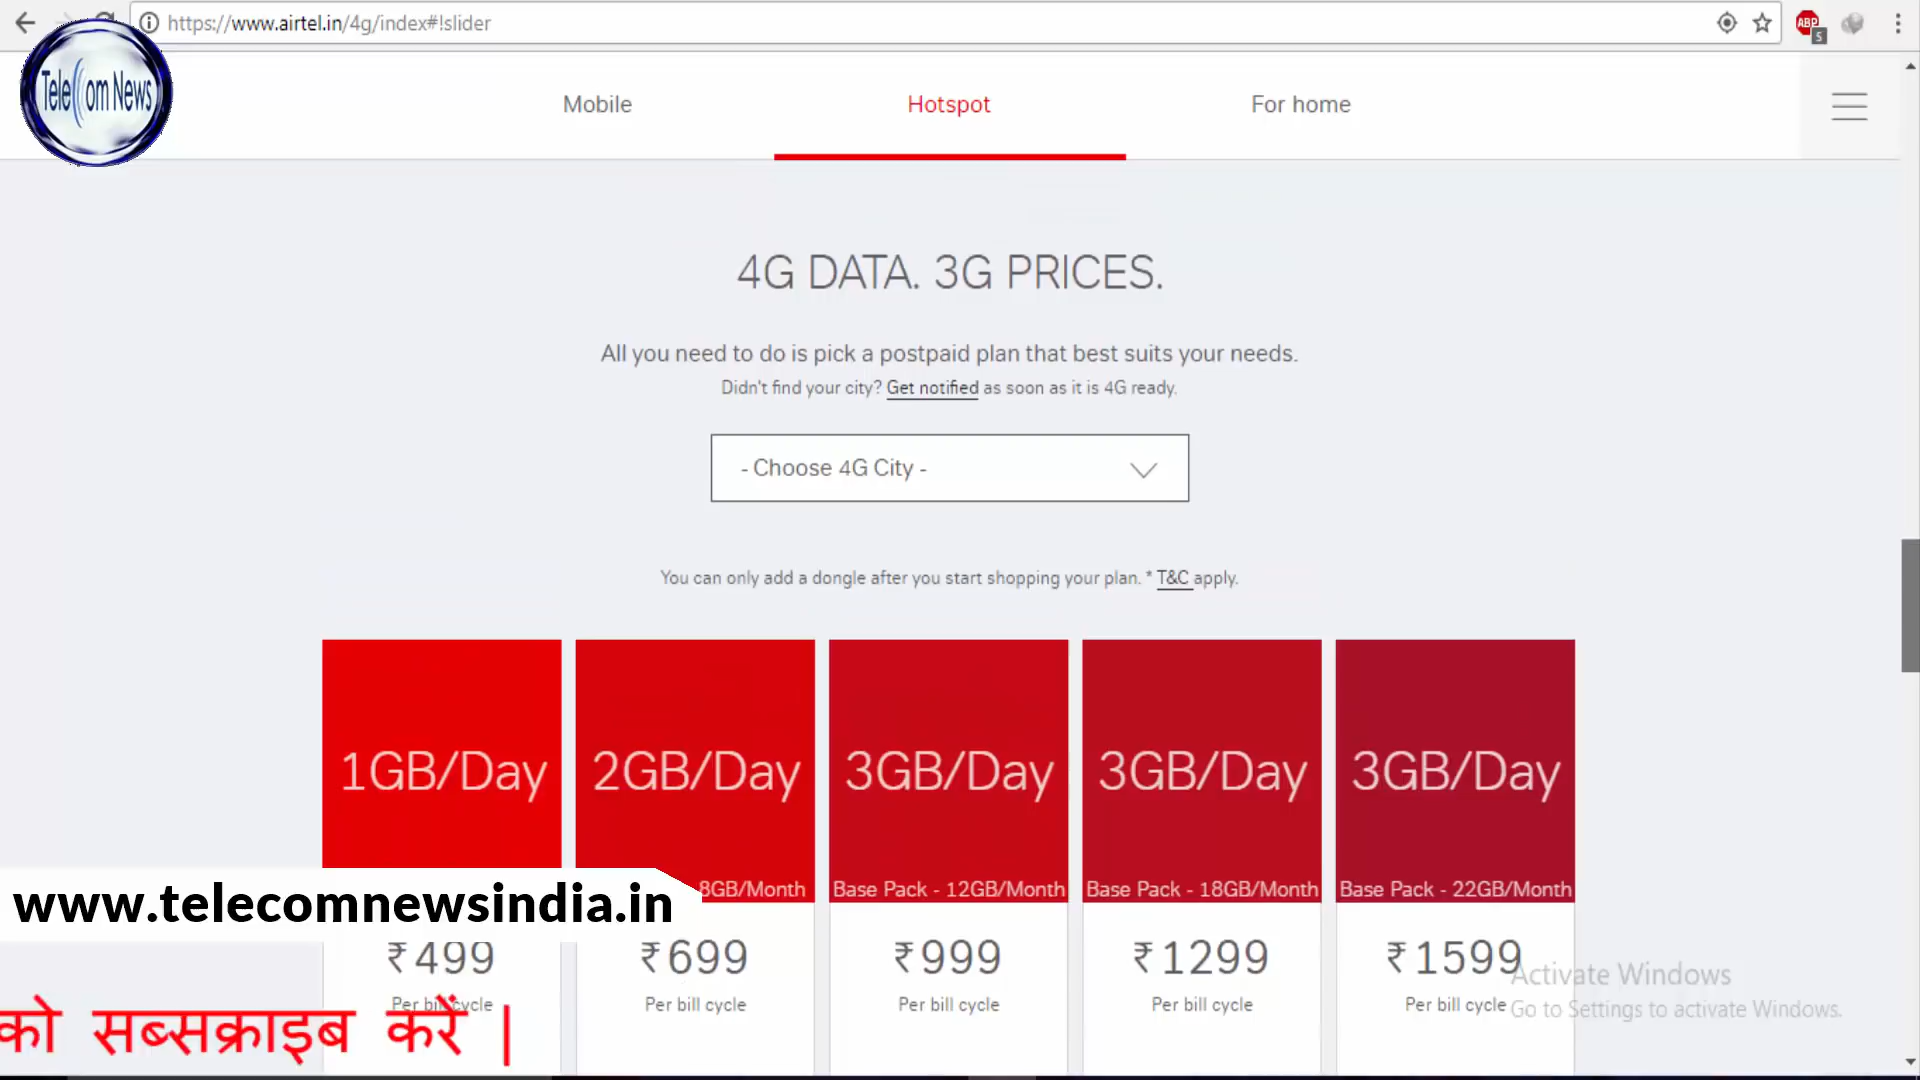 https://www.airtel.in/4g/index#!slider
ABP
5
Tele(om News
Mobile
Hotspot
For home
4G DATA. 3G PRICES.
All you need to do is pick a postpaid plan that best suits your needs.
Didn't find your city? Get notified as soon as it is 4G ready.
- Choose 4G City -
You can only add a dongle after you start shopping your plan. * T&C apply.
1GB/Day
2GB/Day
3GB/Day
3GB/Day
3GB/Day
8GB/Month
Base Pack - 12GB/Month
Base Pack - 18GB/Month
Base Pack - 22GB/Month
www.telecomnewsindia.in
₹499
₹699
₹999
₹1299
₹1599
Per bill cycle
Per bill cycle
Per bill cycle
Per bill cycle
Per bill cycle
Activate Windows
Go to Settings to activate Windows.
को सब्सक्राइब करें |